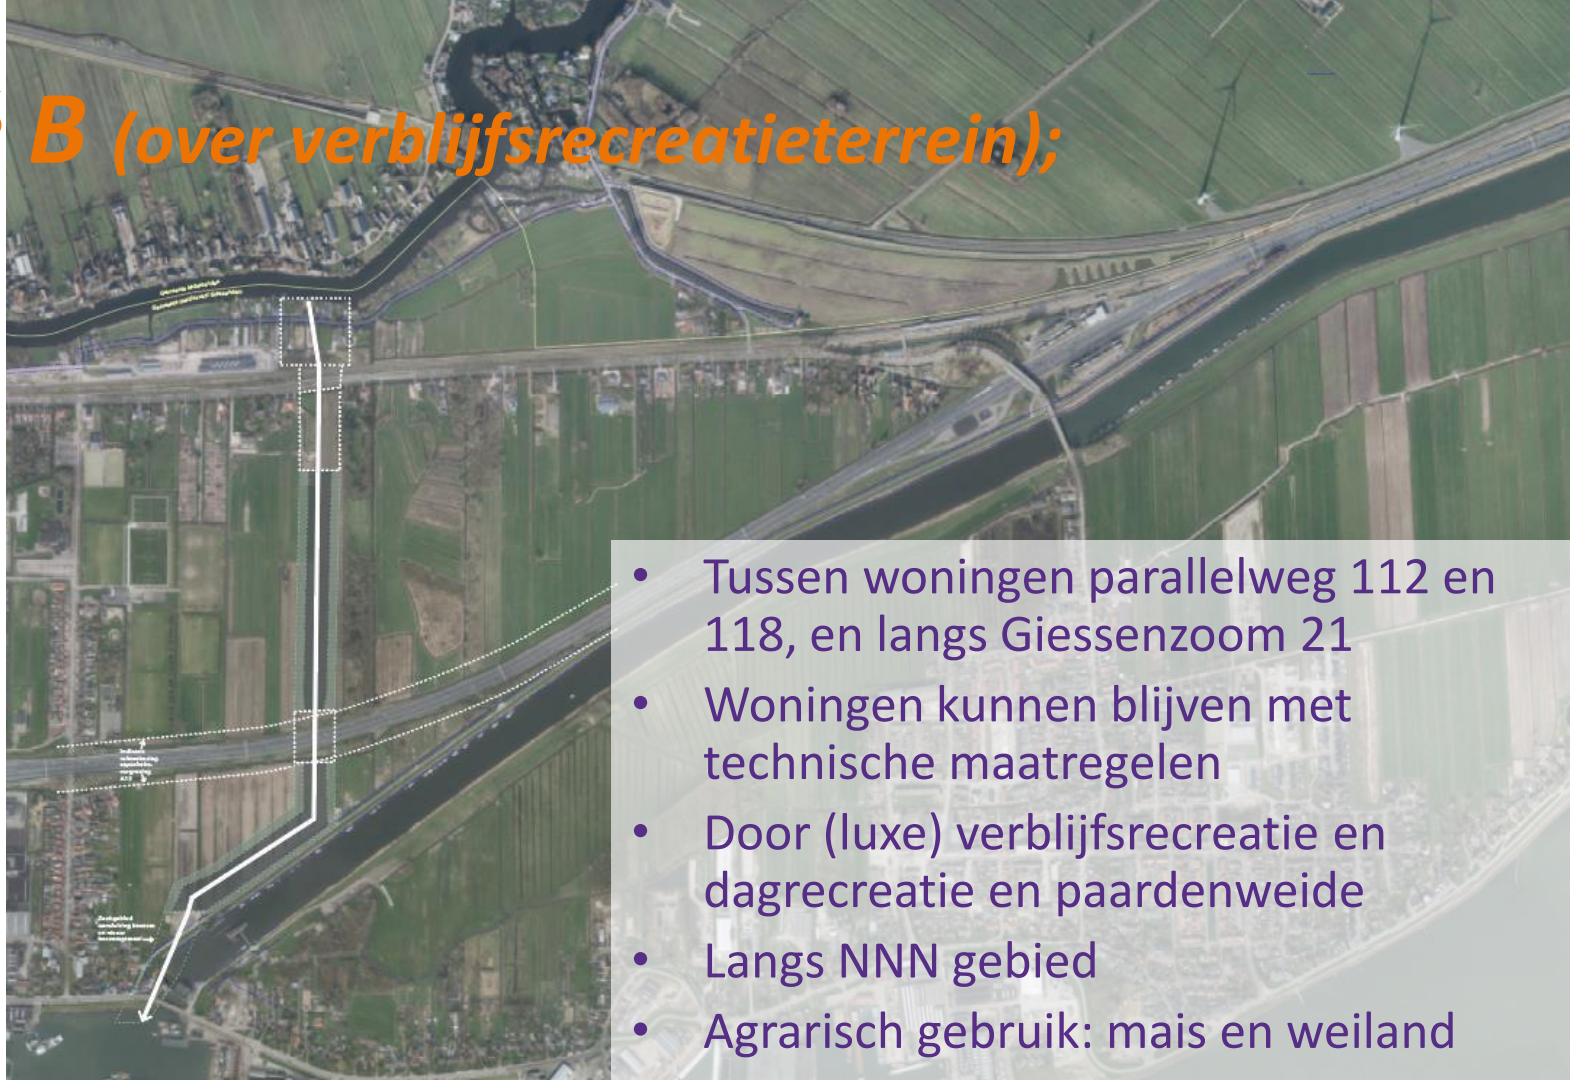 B (over verblijfsrecreatieterrein);
• Tussen woningen parallelweg 112 en
118, en langs Giessenzoom 21
• Woningen kunnen blijven met
technische maatregelen
• Door (luxe) verblijfsrecreatie en
dagrecreatie en paardenweide
• Langs NNN gebied
• Agrarisch gebruik: mais en weiland